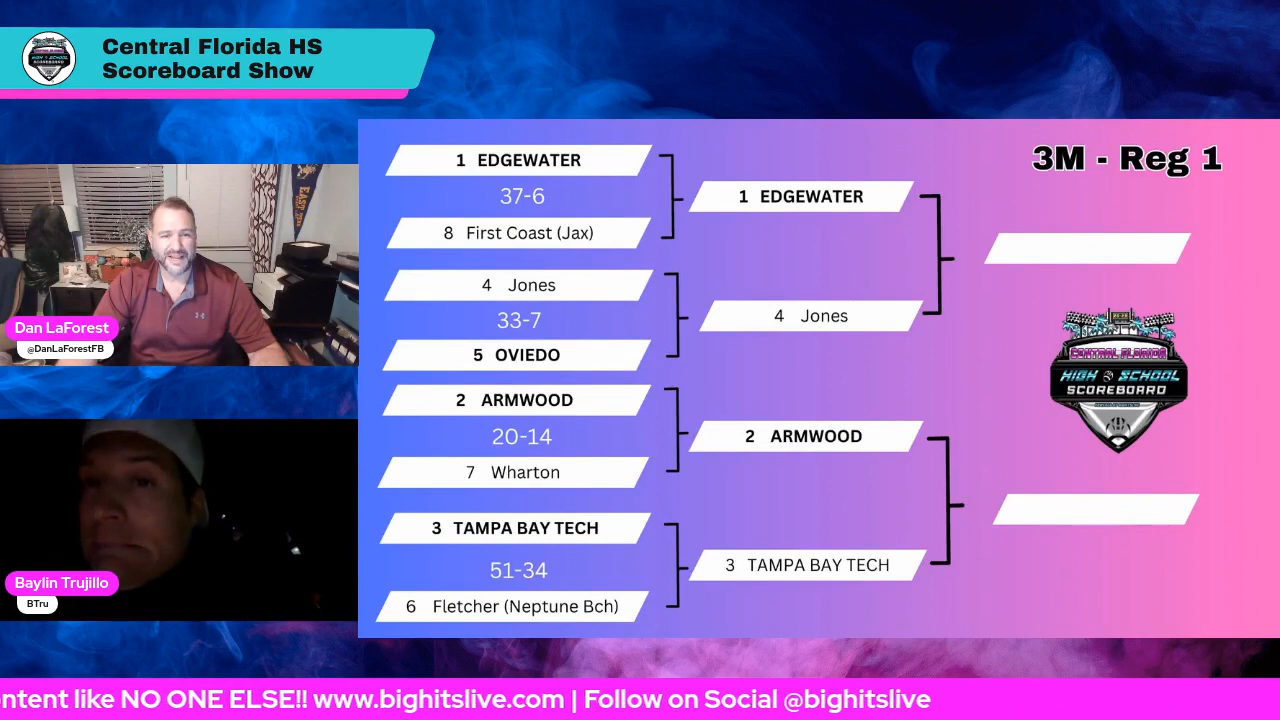 Central Florida HS
Scoreboard Show
Dan LaForest
@DanLaForestFB
Baylin Trujillo
BTru
3M - Reg 1
1 EDGEWATER
37-6
8 First Coast (Jax)
4 Jones
33-7
5 OVIEDO
2 ARMWOOD
20-14
7 Wharton
3 TAMPA BAY TECH
51-34
6 Fletcher (Neptune Bch)
1 EDGEWATER
4 Jones
2 ARMWOOD
3 TAMPA BAY TECH
CENTRAL FLORIDA
HIGH SCHOOL
SCOREBOARD
EAST
ntent like NO ONE ELSE!! www.bighitslive.com | Follow on Social @bighitslive